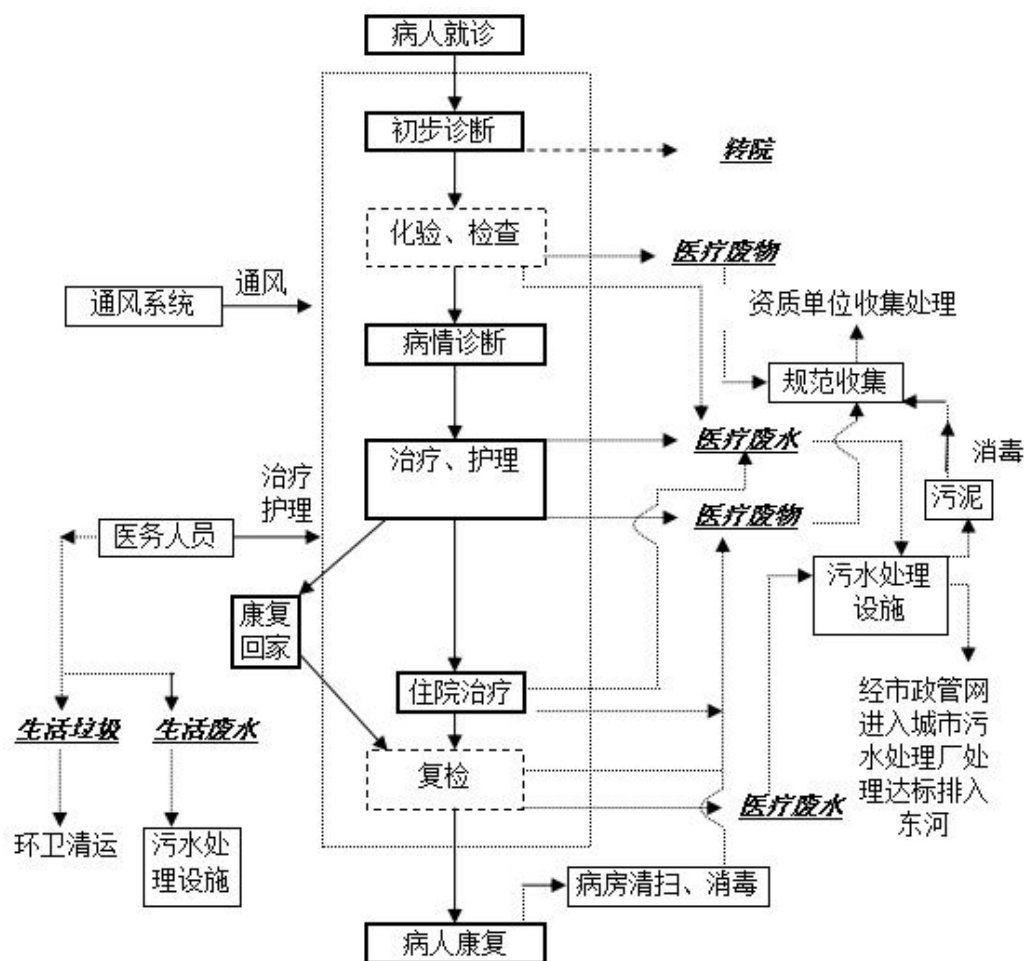 病人就诊
初步诊断
转院
化验、检查
医疗废物
通风
通风系统
资质单位收集处理
病情诊断
规范收集
治疗、护理
医疗废水
消毒
治疗
护理
污泥
医疗废物
医务人员
污水处理
设施
康复
回家
住院治疗
经市政管网
进入城市污
水处理厂处
理达标排入
东河
生活垃圾
生活废水
复检
医疗废水
环卫清运
污水处
理设施
病房清扫、消毒
病人康复